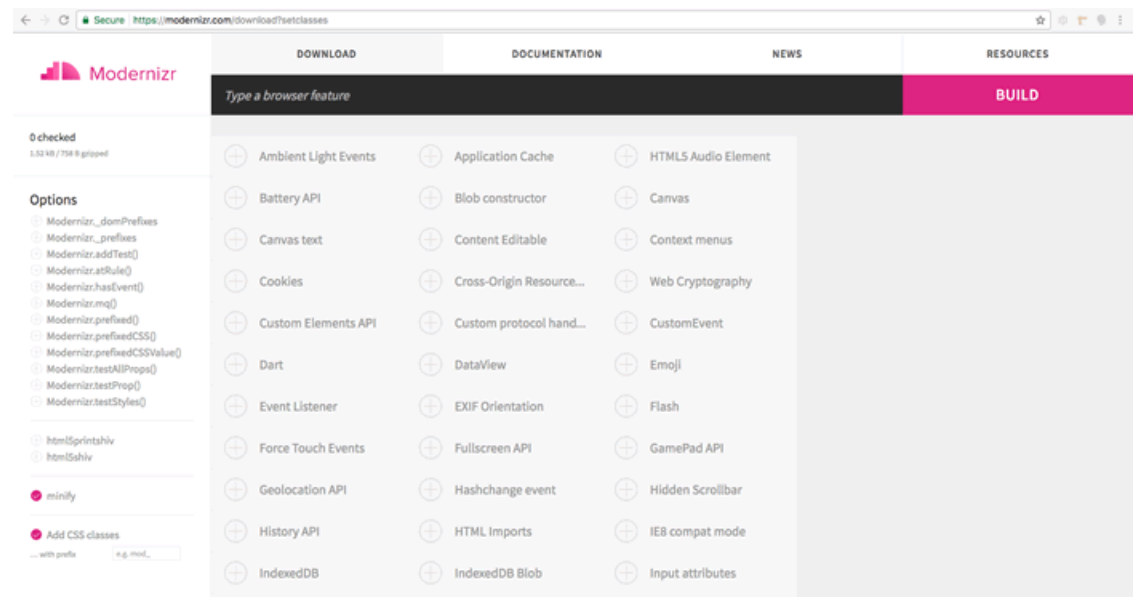 Secure https://modernizr.com/download?setclasses
Modernizr
DOWNLOAD
DOCUMENTATION
NEWS
RESOURCES
Type a browser feature
BUILD
0 checked
1.52 kB / 758 B gzipped
Options
Modernizr._domPrefixes
Modernizr._prefixes
Modernizr.addTest()
Modernizr.atRule()
Modernizr.hasEvent()
Modernizr.mq()
Modernizr.prefixed()
Modernizr.prefixedCSS()
Modernizr.prefixedCSSValue()
Modernizr.testAllProps()
Modernizr.testProp()
Modernizr.testStyles()
html5printshiv
html5shiv
minify
Add CSS classes
... with prefix e.g. mod_
Ambient Light Events Application Cache HTML5 Audio Element
Battery API Blob constructor Canvas
Canvas text Content Editable Context menus
Cookies Cross-Origin Resource... Web Cryptography
Custom Elements API Custom protocol hand... CustomEvent
Dart DataView Emoji
Event Listener EXIF Orientation Flash
Force Touch Events Fullscreen API GamePad API
Geolocation API Hashchange event Hidden Scrollbar
History API HTML Imports IE8 compat mode
IndexedDB IndexedDB Blob Input attributes